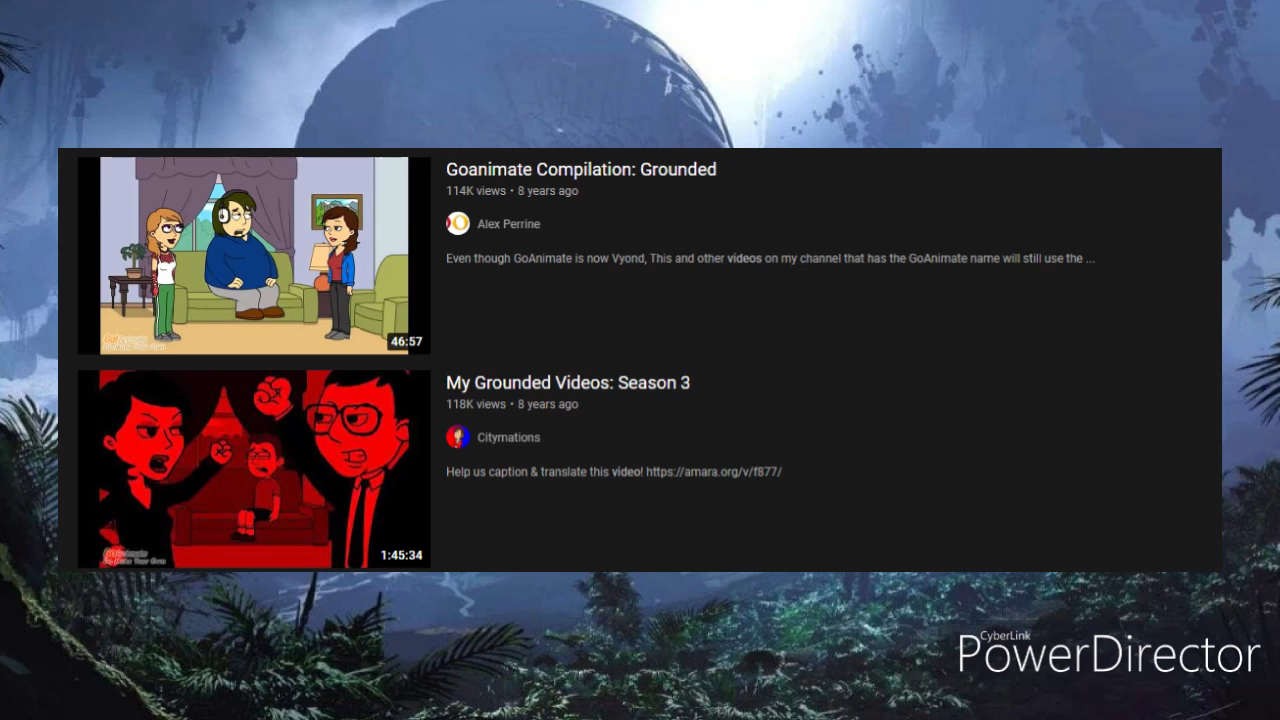 Goanimate Compilation: Grounded
114K views • 8 years ago
Alex Perrine
Even though GoAnimate is now Vyond, This and other videos on my channel that has the GoAnimate name will still use the ...
46:57
My Grounded Videos: Season 3
118K views • 8 years ago
Citymations
Help us caption & translate this video! https://amara.org/v/f877/
1:45:34
CyberLink
PowerDirector